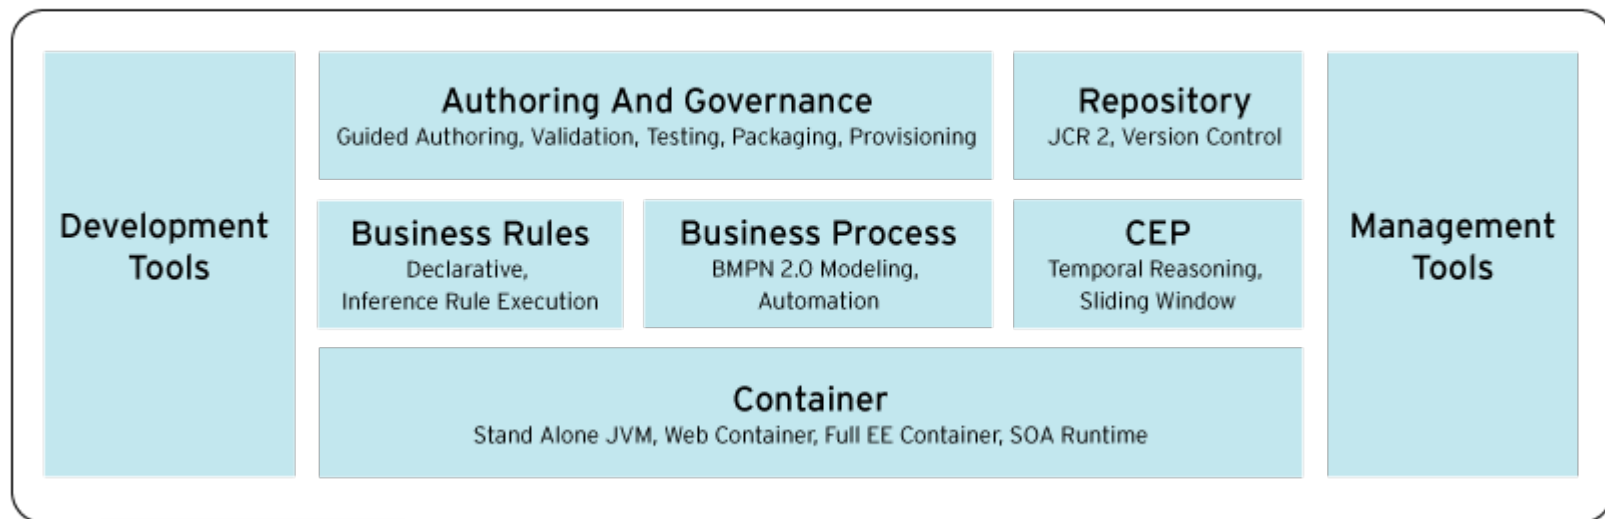 Development
Tools
Authoring And Governance
Guided Authoring, Validation, Testing, Packaging, Provisioning
Repository
JCR 2, Version Control
Business Rules
Declarative,
Inference Rule Execution
Business Process
BMPN 2.0 Modeling,
Automation
CEP
Temporal Reasoning,
Sliding Window
Container
Stand Alone JVM, Web Container, Full EE Container, SOA Runtime
Management
Tools